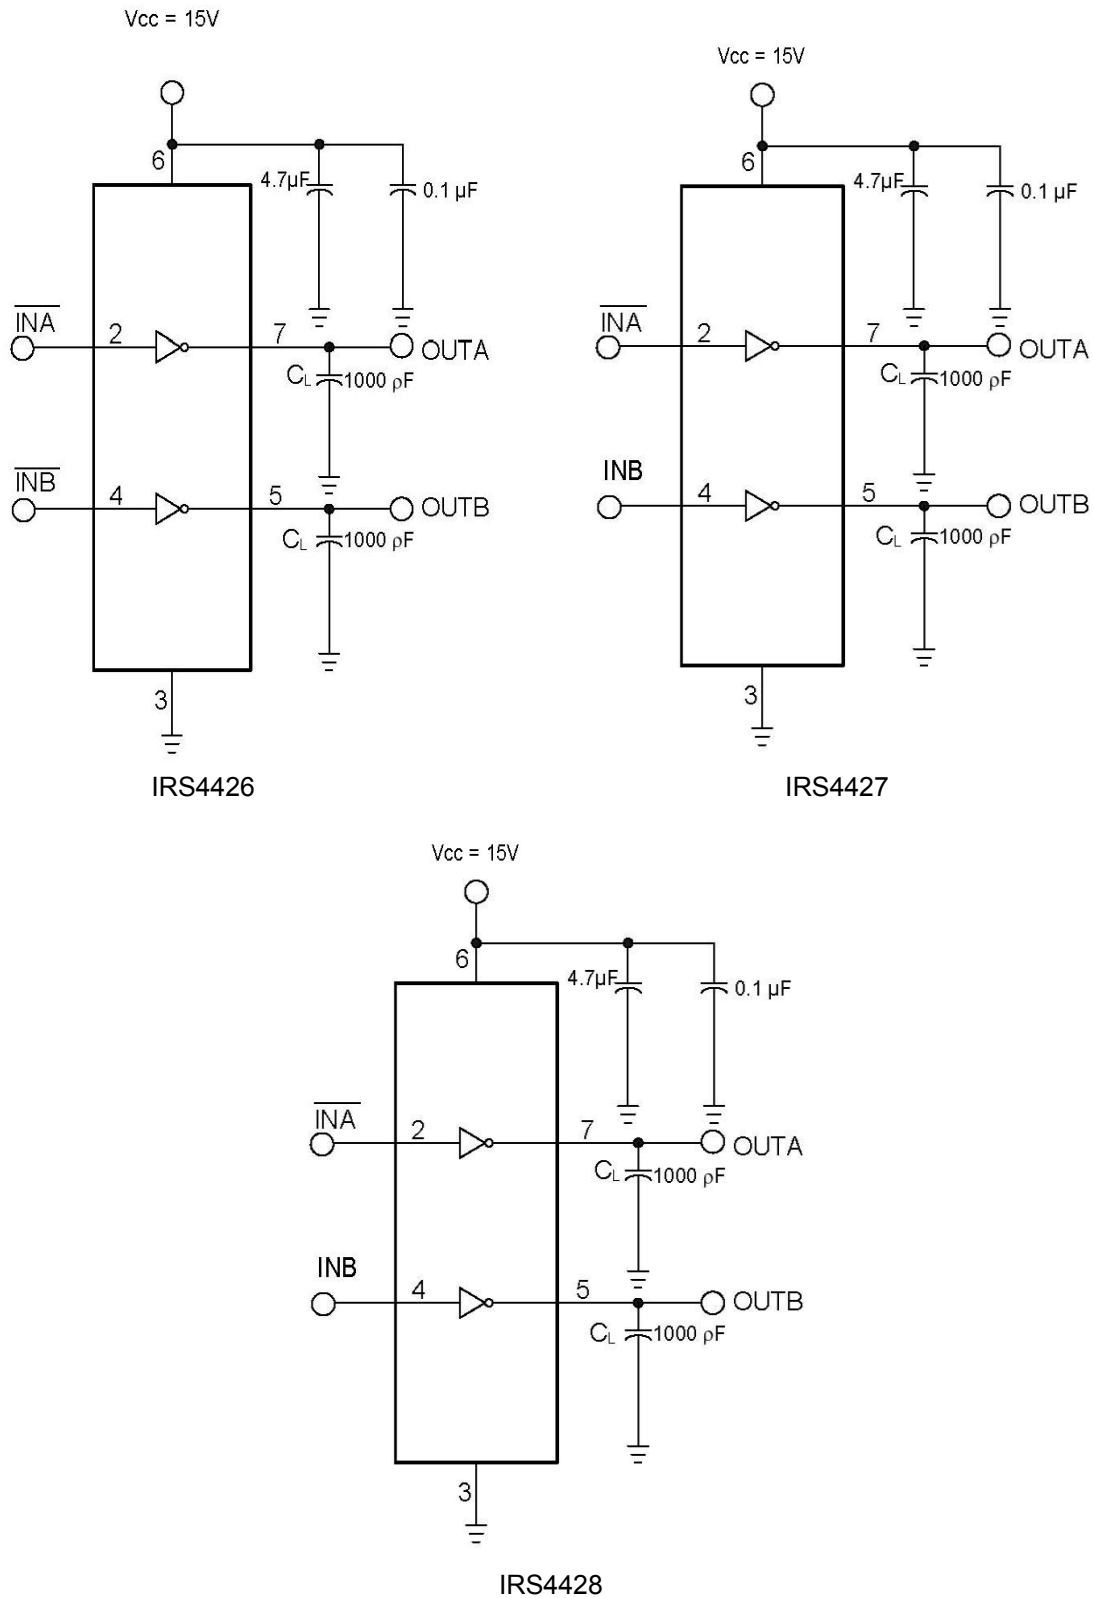 Vcc = 15V
6
4.7µF
0.1 µF
INA
2
7
OUTA
CL
1000 ρF
INB
4
5
OUTB
CL
1000 ρF
3
IRS4426
Vcc = 15V
6
4.7µF
0.1 µF
INA
2
7
OUTA
CL
1000 ρF
INB
4
5
OUTB
CL
1000 ρF
3
IRS4427
Vcc = 15V
6
4.7µF
0.1 µF
INA
2
7
OUTA
CL
1000 ρF
INB
4
5
OUTB
CL
1000 ρF
3
IRS4428